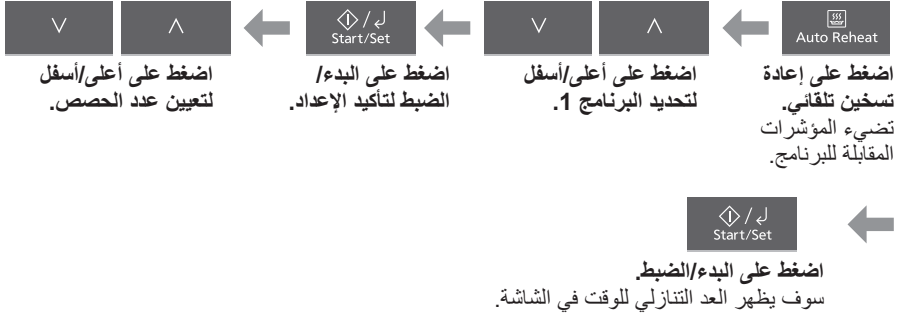 Auto Reheat
اضغط على إعادة
تسخين تلقائي.
تضيء المؤشرات
المقابلة للبرنامج.
اضغط على أعلى/أسفل
لتحديد البرنامج 1.
Start/Set
اضغط على البدء/
الضبط لتأكيد الإعداد.
اضغط على أعلى/أسفل
لتعيين عدد الحصص.
Start/Set
اضغط على البدء/الضبط.
سوف يظهر العد التنازلي للوقت في الشاشة.